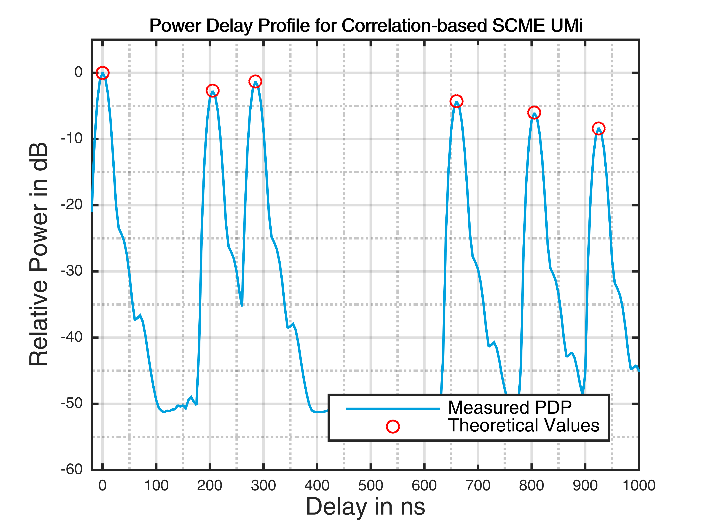 Power Delay Profile for Correlation-based SCME UMi
Relative Power in dB
0
-10
-20
-30
-40
-50
-60
Measured PDP
Theoretical Values
0 100 200 300 400 500 600 700 800 900 1000
Delay in ns